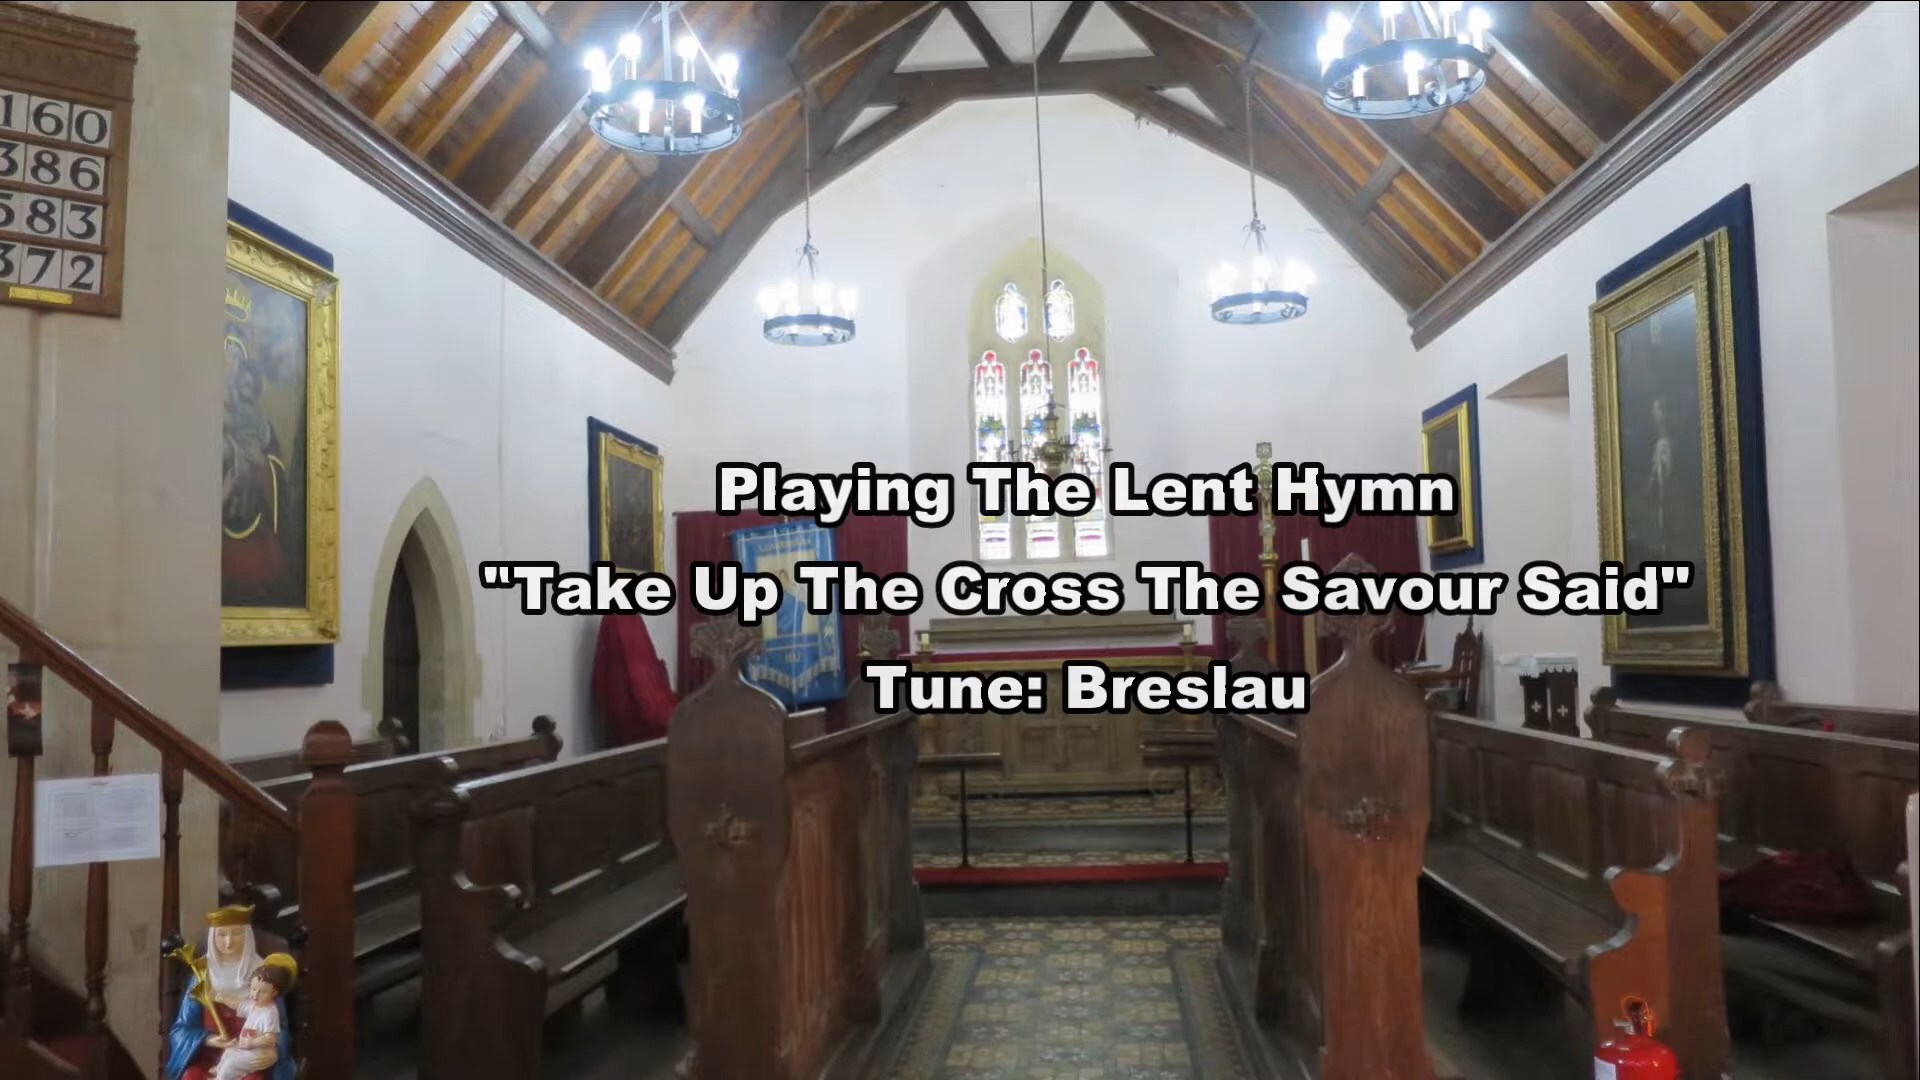 160
386
583
372
Playing The Lent Hymn
"Take Up The Cross The Savour Said"
Tune: Breslau